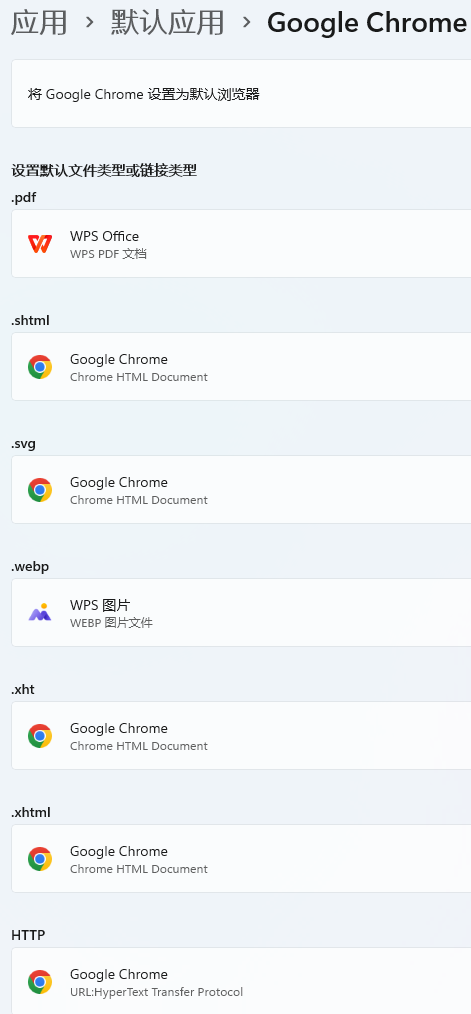 应用 › 默认应用 › Google Chrome
将 Google Chrome 设置为默认浏览器
设置默认文件类型或链接类型
.pdf
WPS Office
WPS PDF 文档
.shtml
Google Chrome
Chrome HTML Document
.svg
Google Chrome
Chrome HTML Document
.webp
WPS 图片
WEBP 图片文件
.xht
Google Chrome
Chrome HTML Document
.xhtml
Google Chrome
Chrome HTML Document
HTTP
Google Chrome
URL:HyperText Transfer Protocol